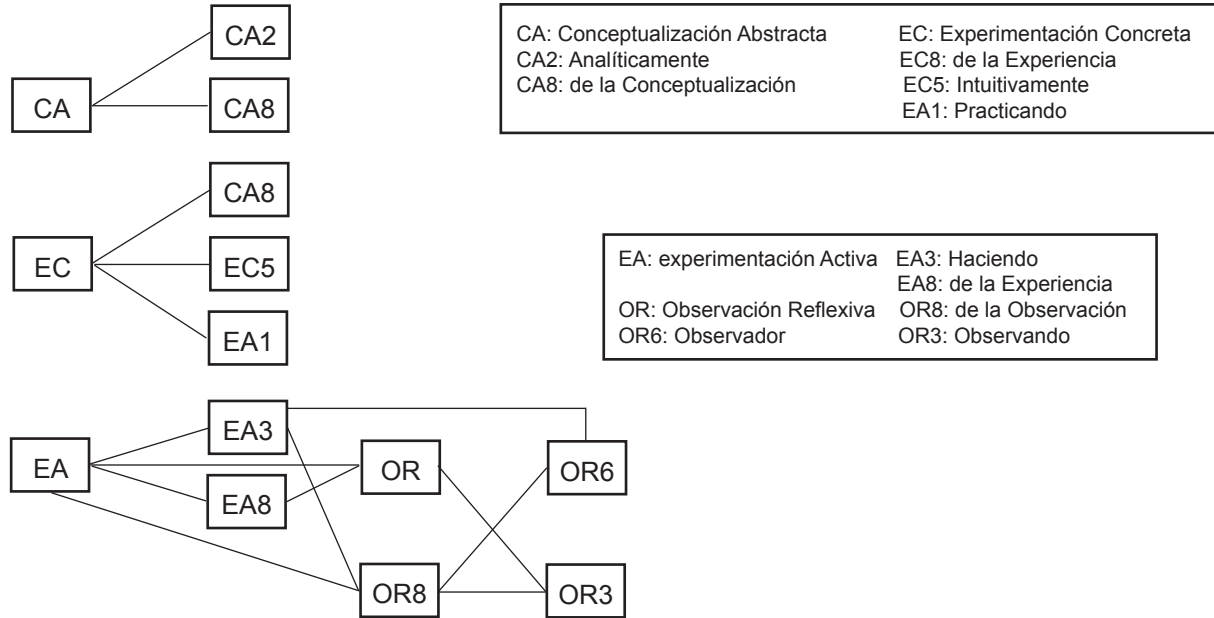 CA
CA2
CA8
CA: Conceptualización Abstracta
CA2: Analíticamente
CA8: de la Conceptualización
EC: Experimentación Concreta
EC8: de la Experiencia
EC5: Intuitivamente
EA1: Practicando
EC
CA8
EC5
EA1
EA: experimentación Activa
EA3: Haciendo
EA8: de la Experiencia
OR: Observación Reflexiva
OR8: de la Observación
OR6: Observador
OR3: Observando
EA
EA3
EA8
OR
OR8
OR6
OR3